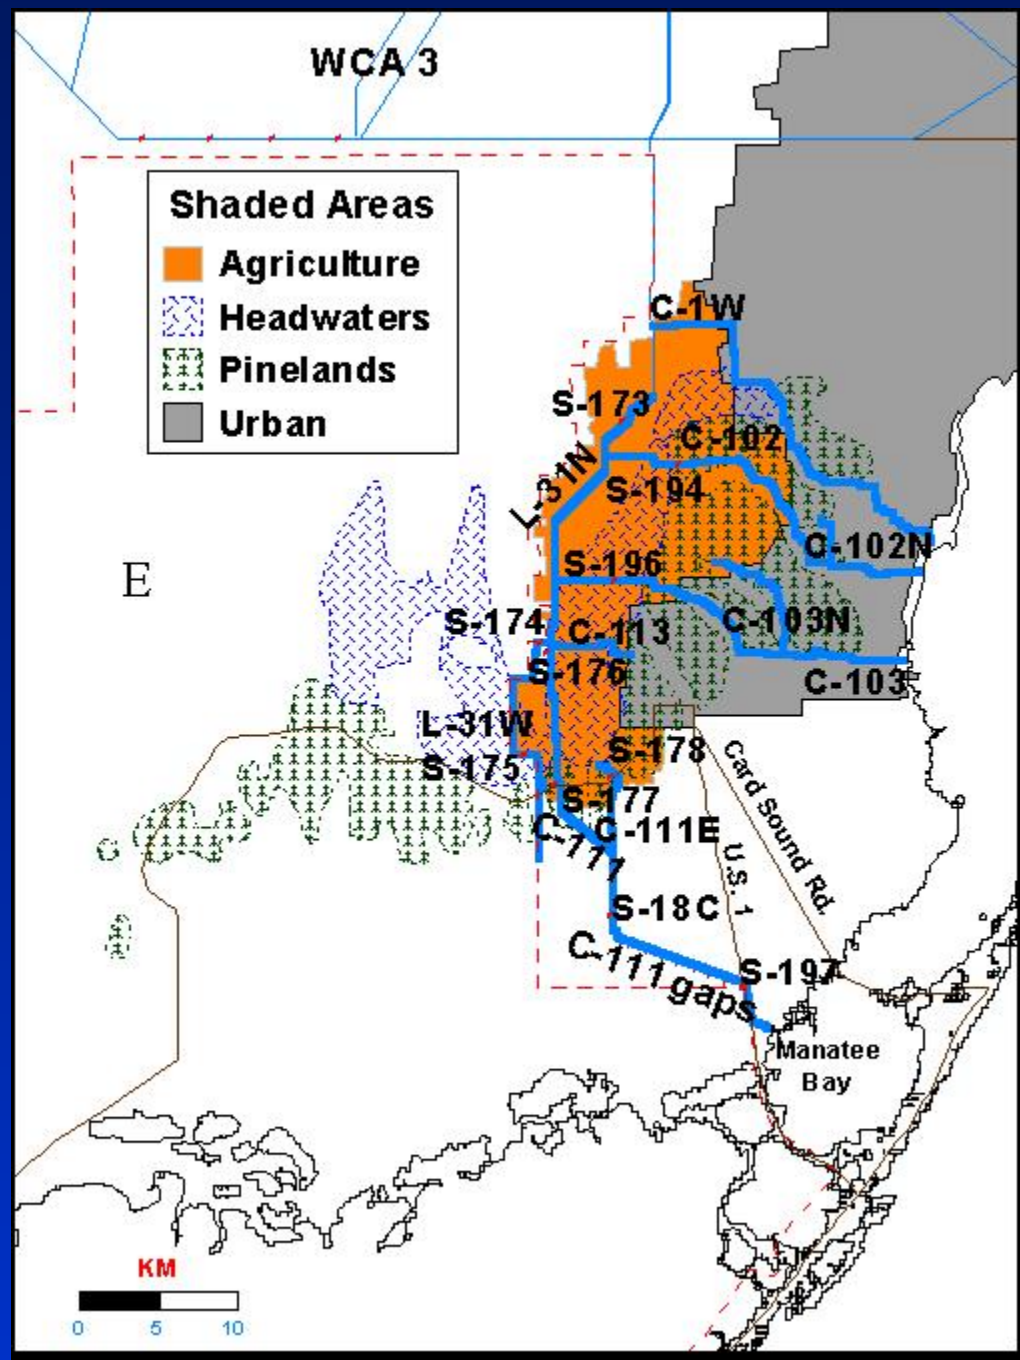 WCA 3
Shaded Areas
Agriculture
Headwaters
Pinelands
Urban
C-1W
S-173
C-102
L-31N
S-194
C-102N
E
S-196
S-174
C-113
C-103N
S-176
C-103
L-31W
S-178
S-175
Card Sound Rd.
S-177
C-111
C-111E
U.S. 1
S-18C
C-111 gaps
S-197
Manatee
Bay
KM
0 5 10